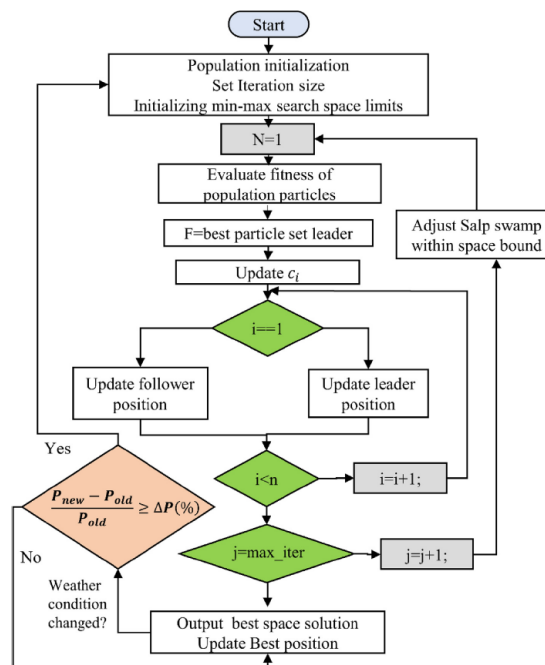 Start
Population initialization
Set Iteration size
Initializing min-max search space limits
N=1
Evaluate fitness of
population particles
F=best particle set leader
Update c_i
Adjust Salp swamp
within space bound
i==1
Update follower
position
Update leader
position
Yes
i<n
i=i+1;
P_new − P_old
P_old
≥ ΔP(%)
No
j=max_iter
j=j+1;
Weather
condition
changed?
Output best space solution
Update Best position